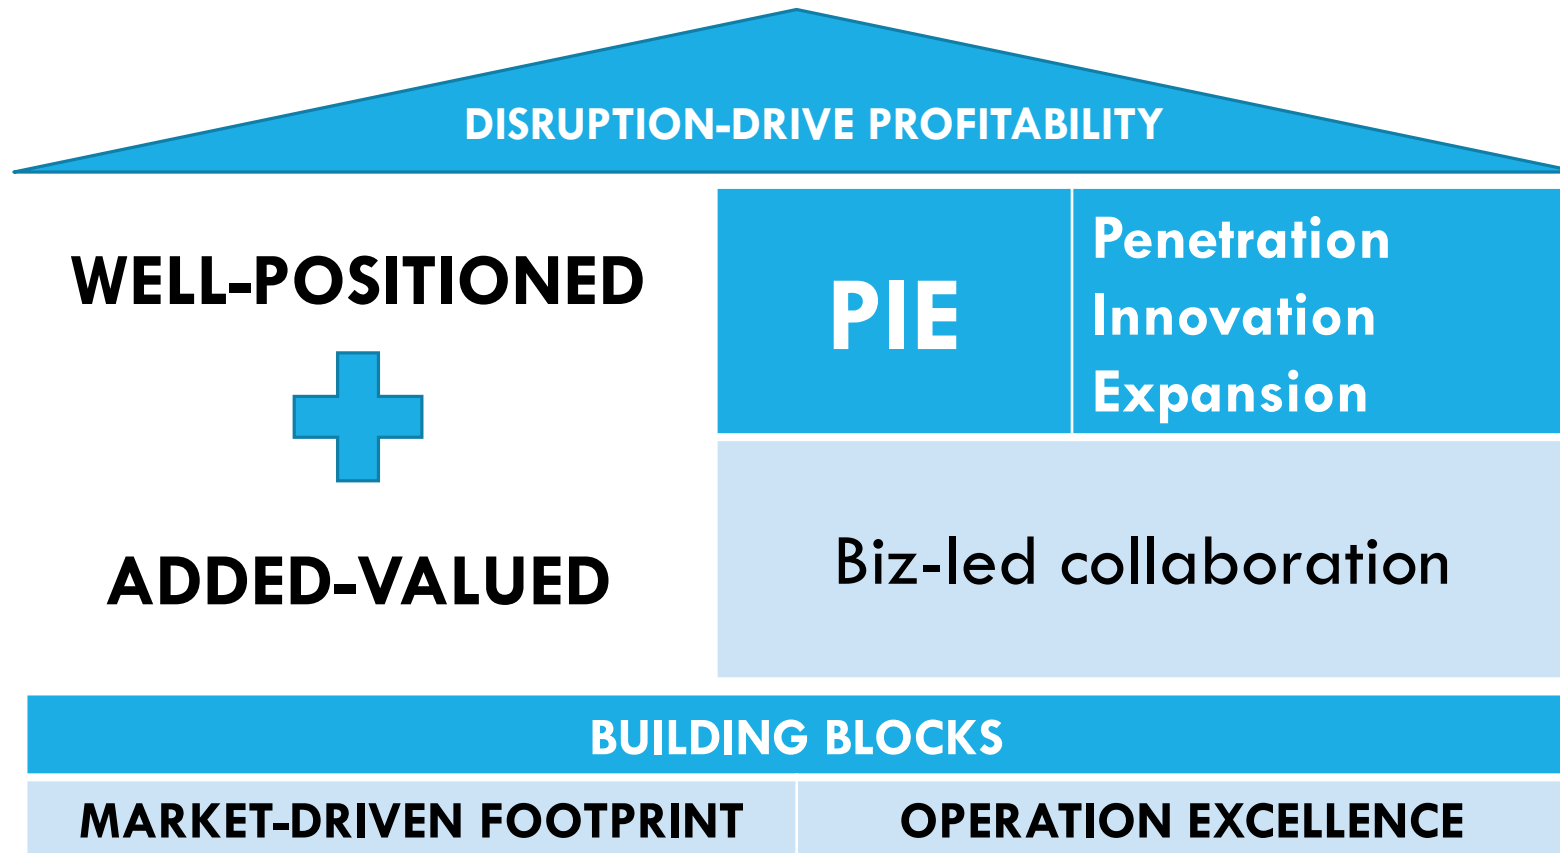 DISRUPTION-DRIVE PROFITABILITY
WELL-POSITIONED
ADDED-VALUED
PIE
Penetration
Innovation
Expansion
Biz-led collaboration
BUILDING BLOCKS
MARKET-DRIVEN FOOTPRINT
OPERATION EXCELLENCE